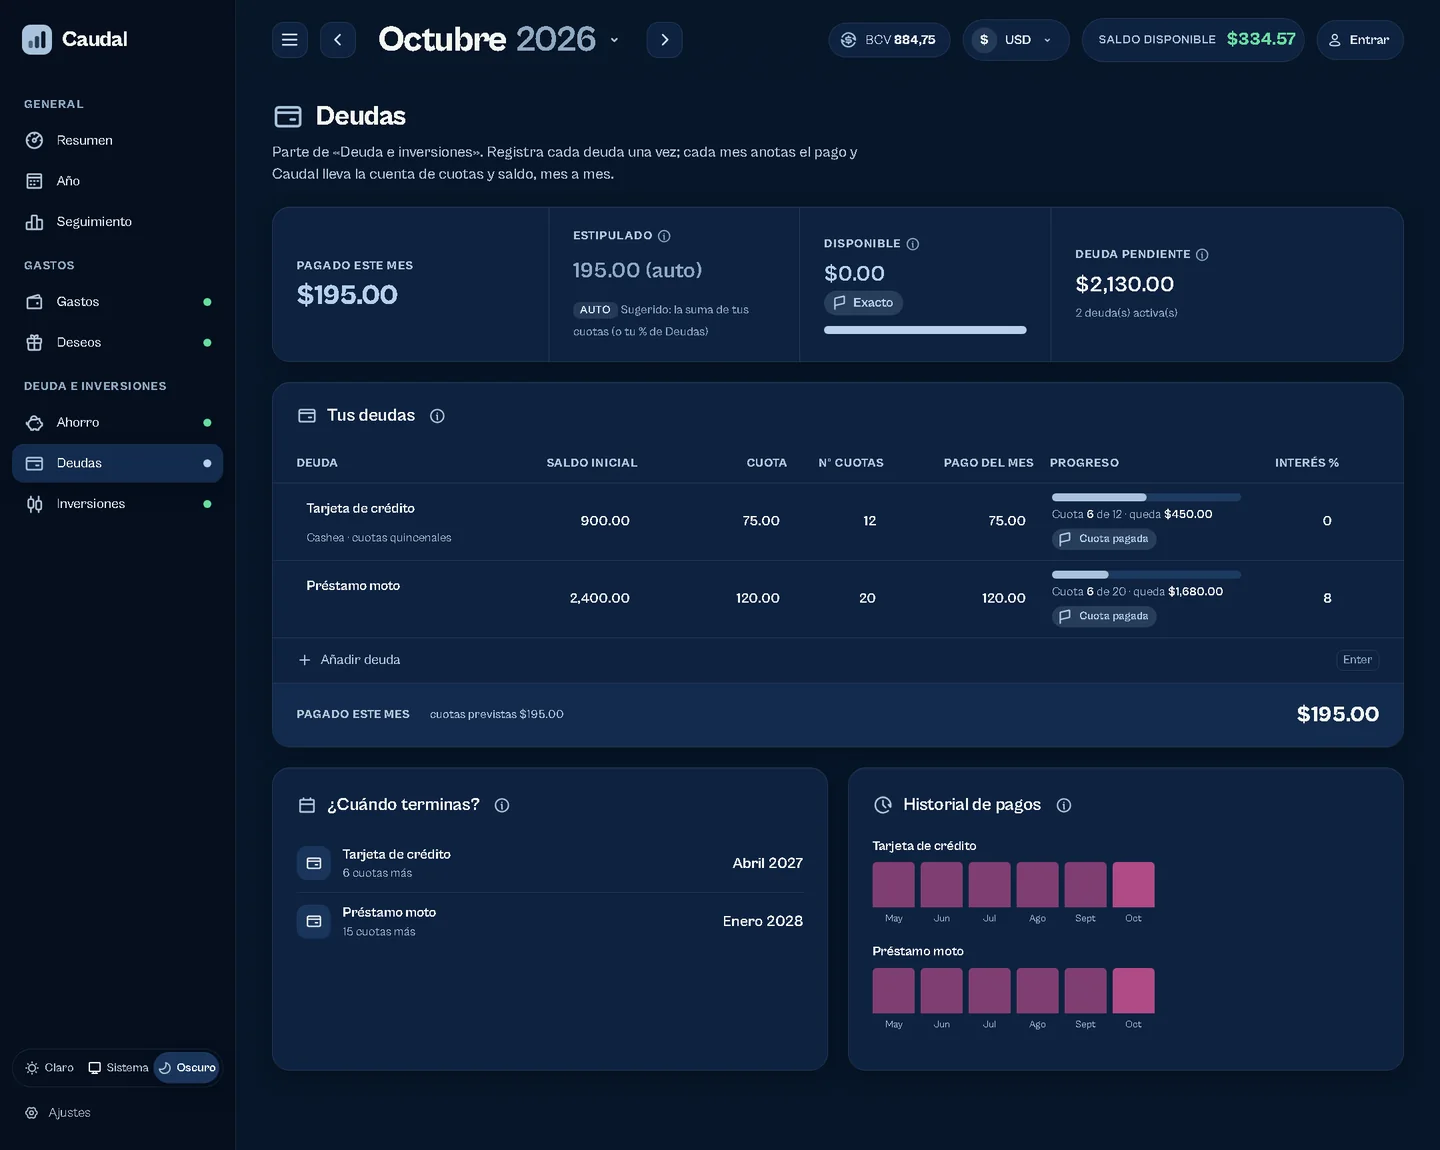 Caudal
GENERAL
Resumen
Año
Seguimiento
GASTOS
Gastos
Deseos
DEUDA E INVERSIONES
Ahorro
Deudas
Inversiones
Claro
Sistema
Oscuro
Ajustes
Octubre 2026
BCV 884,75
$ USD
SALDO DISPONIBLE $334.57
Entrar
Deudas
Parte de «Deuda e inversiones». Registra cada deuda una vez; cada mes anotas el pago y
Caudal lleva la cuenta de cuotas y saldo, mes a mes.
PAGADO ESTE MES
$195.00
ESTIPULADO
195.00 (auto)
AUTO Sugerido: la suma de tus
cuotas (o tu % de Deudas)
DISPONIBLE
$0.00
Exacto
DEUDA PENDIENTE
$2,130.00
2 deuda(s) activa(s)
Tus deudas
DEUDA SALDO INICIAL CUOTA N° CUOTAS PAGO DEL MES PROGRESO INTERÉS %
Tarjeta de crédito
Cashea · cuotas quincenales
900.00 75.00 12 75.00
Cuota 6 de 12 · queda $450.00
Cuota pagada
0
Préstamo moto
2,400.00 120.00 20 120.00
Cuota 6 de 20 · queda $1,680.00
Cuota pagada
8
Añadir deuda
Enter
PAGADO ESTE MES cuotas previstas $195.00 $195.00
¿Cuándo terminas?
Tarjeta de crédito
6 cuotas más
Abril 2027
Préstamo moto
15 cuotas más
Enero 2028
Historial de pagos
Tarjeta de crédito
May Jun Jul Ago Sept Oct
Préstamo moto
May Jun Jul Ago Sept Oct